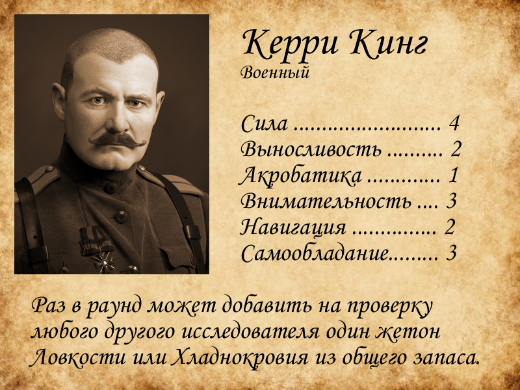 Керри Кинг
Военный
Сила .......................... 4
Выносливость .......... 2
Акробатика ............. 1
Внимательность .... 3
Навигация ............... 2
Самообладание......... 3
Раз в раунд может добавить на проверку
любого другого исследователя один жетон
Ловкости или Хладнокровия из общего запаса.